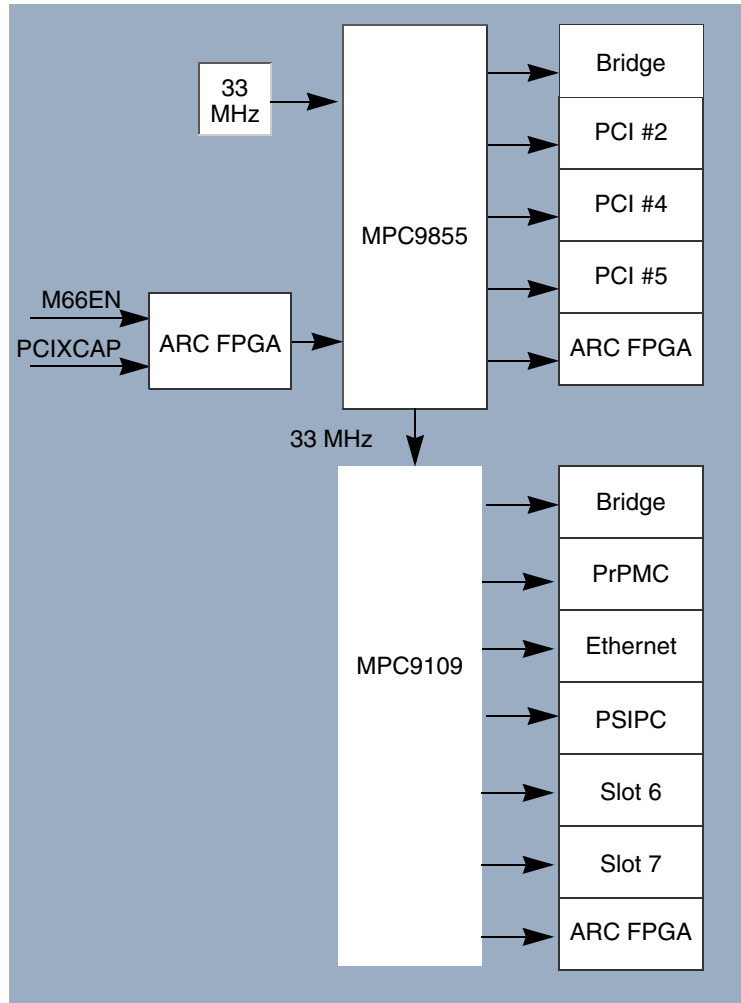 33
MHz
MPC9855
Bridge
PCI #2
PCI #4
PCI #5
ARC FPGA
M66EN
PCIXCAP
ARC FPGA
33 MHz
MPC9109
Bridge
PrPMC
Ethernet
PSIPC
Slot 6
Slot 7
ARC FPGA